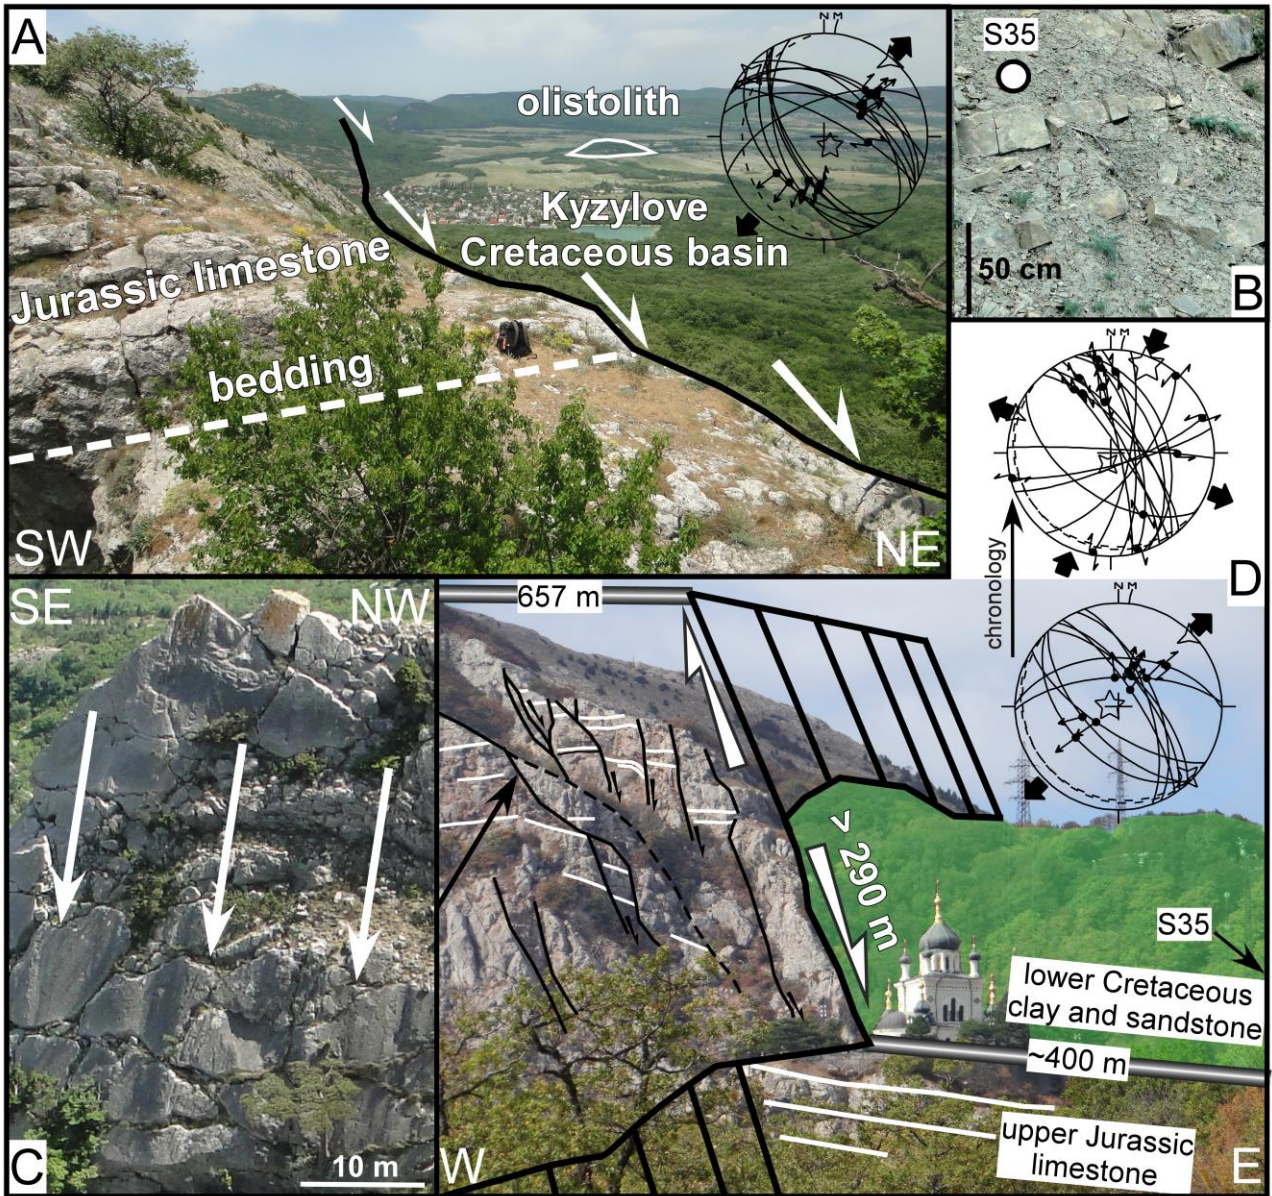 A
N M
olistolith
Kyzylove
Cretaceous basin
Jurassic limestone
bedding
SW
NE
S35
50 cm
B
N M
chronology
D
N M
SE
NW
10 m
C
657 m
> 290 m
S35
lower Cretaceous
clay and sandstone
~400 m
upper Jurassic
limestone
W
E